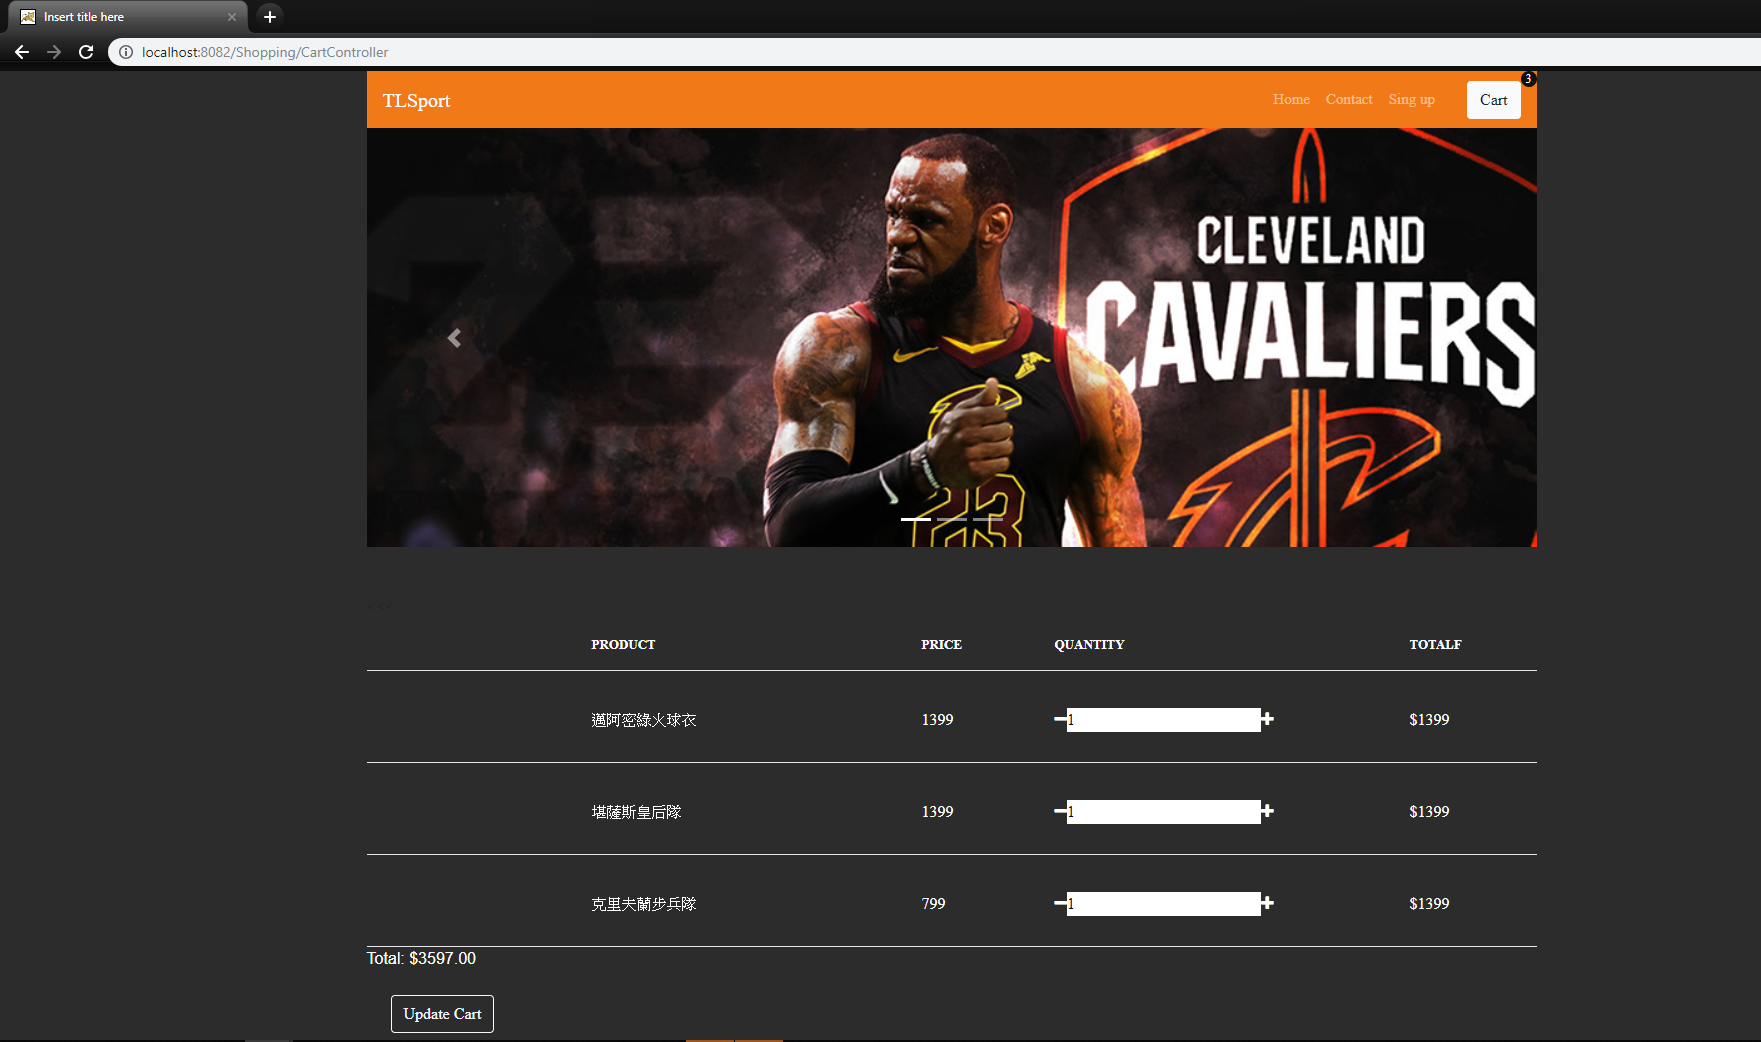 Insert title here
localhost:8082/Shopping/CartController
TLSport
Home Contact Sing up Cart 3
CLEVELAND
CAVALIERS
23
PRODUCT PRICE QUANTITY TOTALF
邁阿密綠火球衣 1399 1 $1399
堪薩斯皇后隊 1399 1 $1399
克里夫蘭步兵隊 799 1 $1399
Total: $3597.00
Update Cart